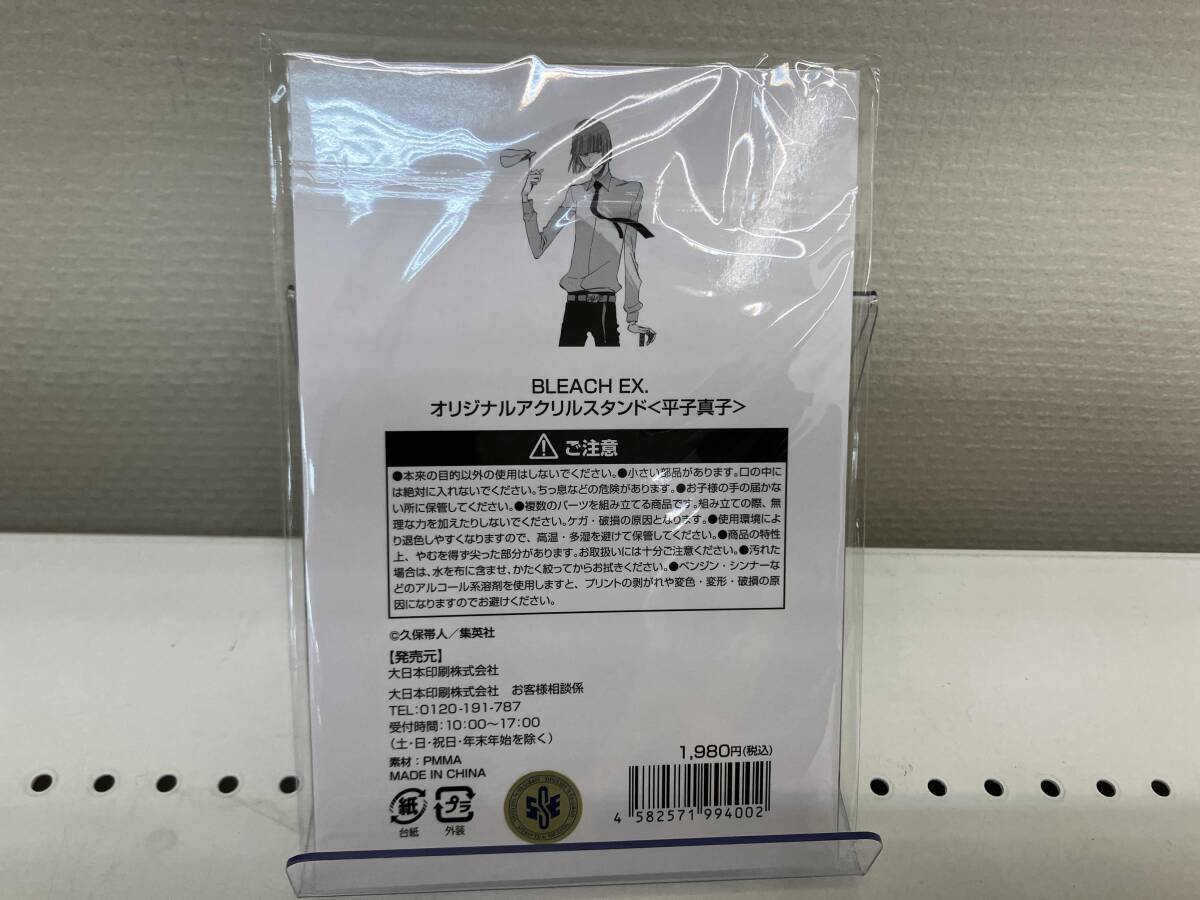 BLEACH EX.
オリジナルアクリルスタンド<平子真子>
ご注意
●本来の目的以外の使用はしないでください。●小さい部品があります。口の中に
は絶対に入れないでください。ちっ息などの危険があります。●お子様の手の届かな
い所に保管してください。●複数のパーツを組み立てる商品です。組み立ての際、無
理な力を加えたりしないでください。ケガ・破損の原因となります。●使用環境によ
り退色しやすくなりますので、高温・多湿を避けて保管してください。●商品の特性
上、やむを得ず尖った部分があります。お取扱いには十分ご注意ください。●汚れた
場合は、水を布に含ませ、かたく絞ってからお拭きください。●ベンジン・シンナーな
どのアルコール系溶剤を使用しますと、プリントの剥がれや変色・変形・破損の原
因になりますのでお避けください。
©久保帯人/集英社
【発売元】
大日本印刷株式会社
大日本印刷株式会社 お客様相談係
TEL:0120-191-787
受付時間:10:00〜17:00
(土・日・祝日・年末年始を除く)
素材:PMMA
MADE IN CHINA
1,980円(税込)
紙
台紙
プラ
外装
SSE
4 582571 994002